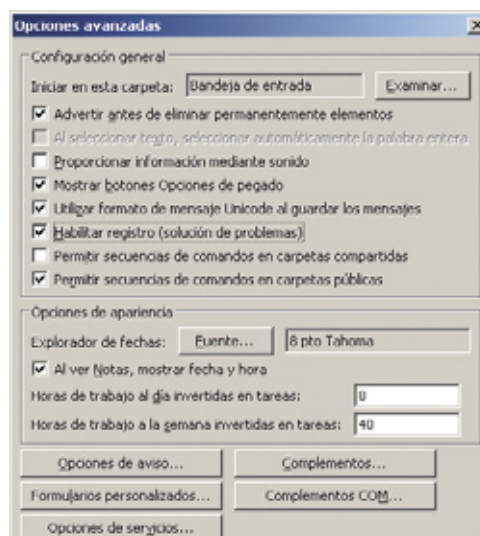 Opciones avanzadas
Configuración general
Iniciar en esta carpeta: Bandeja de entrada Examinar...
Advertir antes de eliminar permanentemente elementos
Al seleccionar texto, seleccionar automáticamente la palabra entera
Proporcionar información mediante sonido
Mostrar botones Opciones de pegado
Utilizar formato de mensaje Unicode al guardar los mensajes
Habilitar registro (solución de problemas)
Permitir secuencias de comandos en carpetas compartidas
Permitir secuencias de comandos en carpetas públicas
Opciones de apariencia
Explorador de fechas: Fuente... 8 pto Tahoma
Al ver Notas, mostrar fecha y hora
Horas de trabajo al día invertidas en tareas: 8
Horas de trabajo a la semana invertidas en tareas: 40
Opciones de aviso... Complementos...
Formularios personalizados... Complementos COM...
Opciones de servicios...